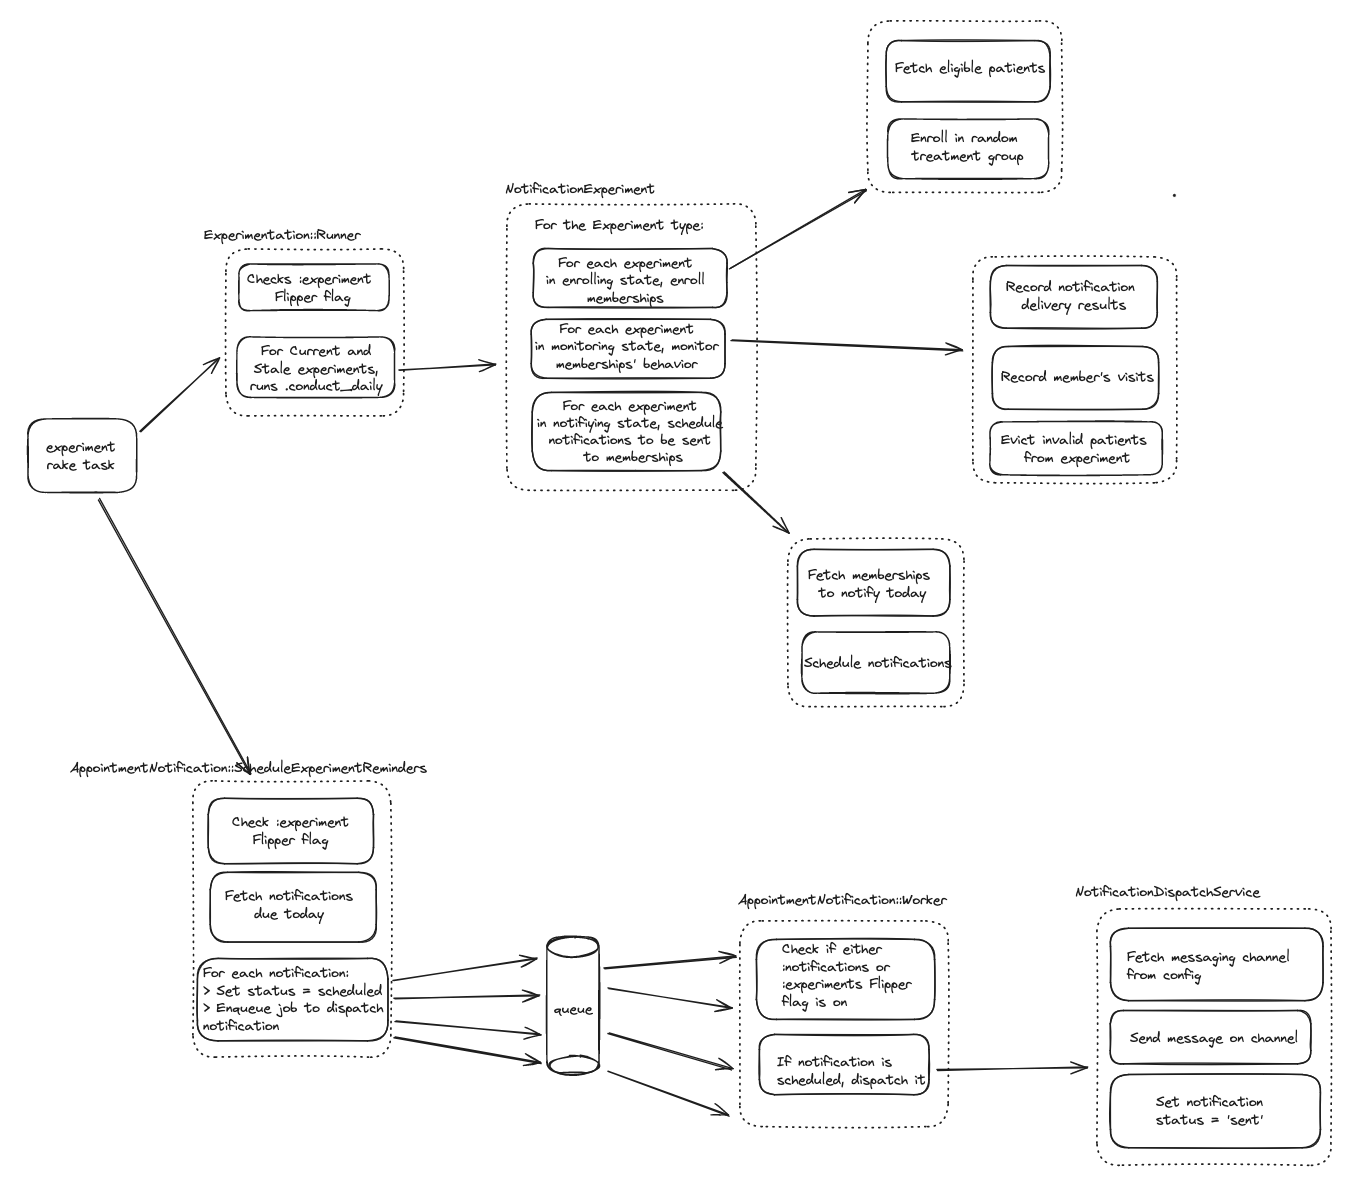 Fetch eligible patients
Enroll in random
treatment group
NotificationExperiment
For the Experiment type:
For each experiment
in enrolling state, enroll
memberships
For each experiment
in monitoring state, monitor
memberships' behavior
For each experiment
in notifiying state, schedule
notifications to be sent
to memberships
Experimentation::Runner
Checks :experiment
Flipper flag
For Current and
Stale experiments,
runs .conduct_daily
Record notification
delivery results
Record member's visits
Evict invalid patients
from experiment
experiment
rake task
Fetch memberships
to notify today
Schedule notifications
AppointmentNotification::ScheduleExperimentReminders
Check :experiment
Flipper flag
Fetch notifications
due today
For each notification:
> Set status = scheduled
> Enqueue job to dispatch
notification
queue
AppointmentNotification::Worker
Check if either
:notifications or
:experiments Flipper
flag is on
If notification is
scheduled, dispatch it
NotificationDispatchService
Fetch messaging channel
from config
Send message on channel
Set notification
status = 'sent'